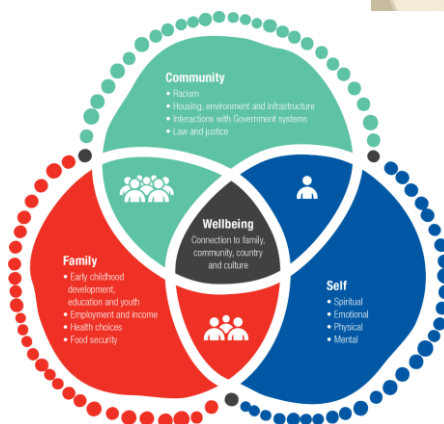 Community
• Racism
• Housing, environment and infrastructure
• Interactions with Government systems
• Law and justice
Wellbeing
Connection to family,
community, country
and culture
Family
• Early childhood
development,
education and youth
• Employment and income
• Health choices
• Food security
Self
• Spiritual
• Emotional
• Physical
• Mental